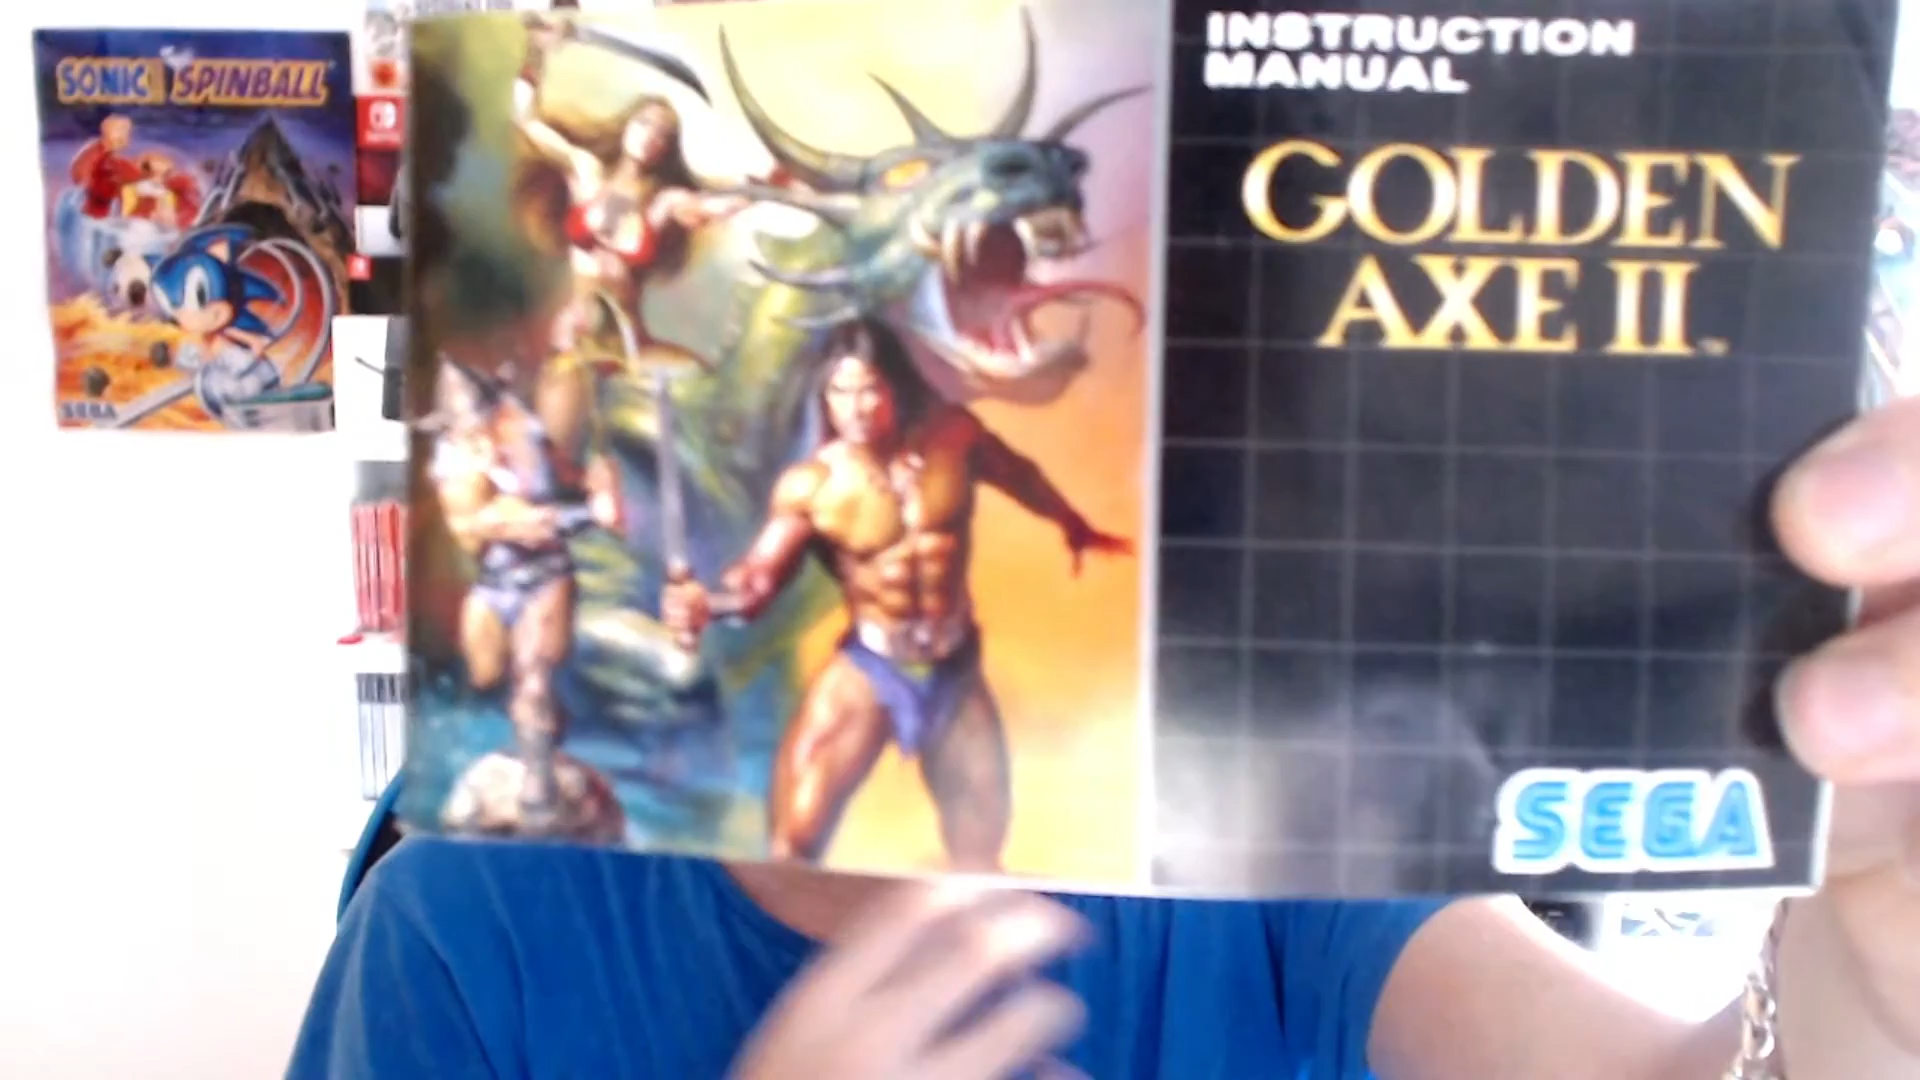 SONIC SPINBALL
SEGA
INSTRUCTION
MANUAL
GOLDEN
AXE II
SEGA